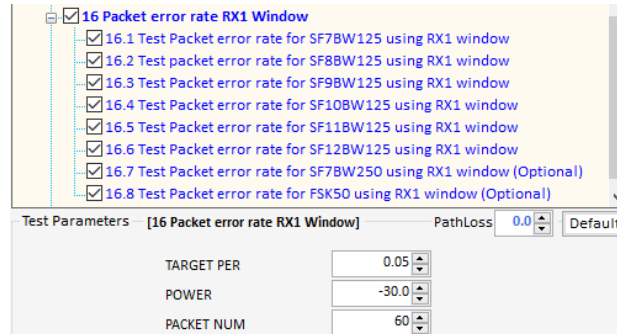 16 Packet error rate RX1 Window
16.1 Test Packet error rate for SF7BW125 using RX1 window
16.2 Test packet error rate for SF8BW125 using RX1 window
16.3 Test Packet error rate for SF9BW125 using RX1 window
16.4 Test Packet error rate for SF10BW125 using RX1 window
16.5 Test Packet error rate for SF11BW125 using RX1 window
16.6 Test Packet error rate for SF12BW125 using RX1 window
16.7 Test Packet error rate for SF7BW250 using RX1 window (Optional)
16.8 Test Packet error rate for FSK50 using RX1 window (Optional)
Test Parameters [16 Packet error rate RX1 Window] PathLoss 0.0 Default
TARGET PER 0.05
POWER -30.0
PACKET NUM 60